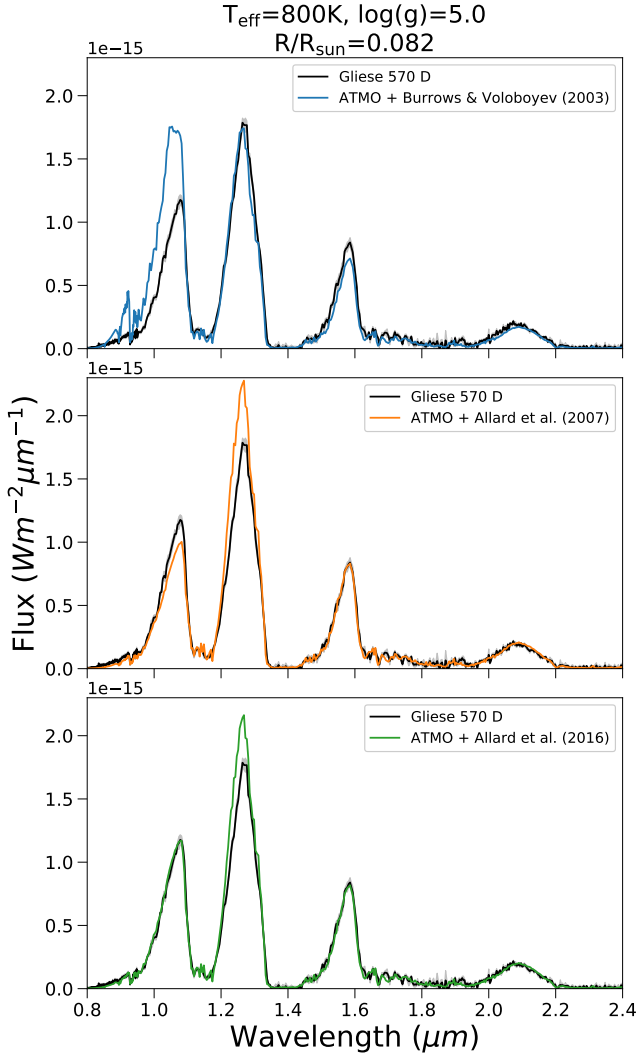 T_eff=800K, log(g)=5.0
R/R_sun=0.082
1e−15
Gliese 570 D
ATMO + Burrows & Voloboyev (2003)
2.0
1.5
1.0
0.5
0.0
1e−15
Gliese 570 D
ATMO + Allard et al. (2007)
2.0
1.5
1.0
0.5
0.0
Flux (Wm⁻²μm⁻¹)
1e−15
Gliese 570 D
ATMO + Allard et al. (2016)
2.0
1.5
1.0
0.5
0.0
0.8 1.0 1.2 1.4 1.6 1.8 2.0 2.2 2.4
Wavelength (μm)